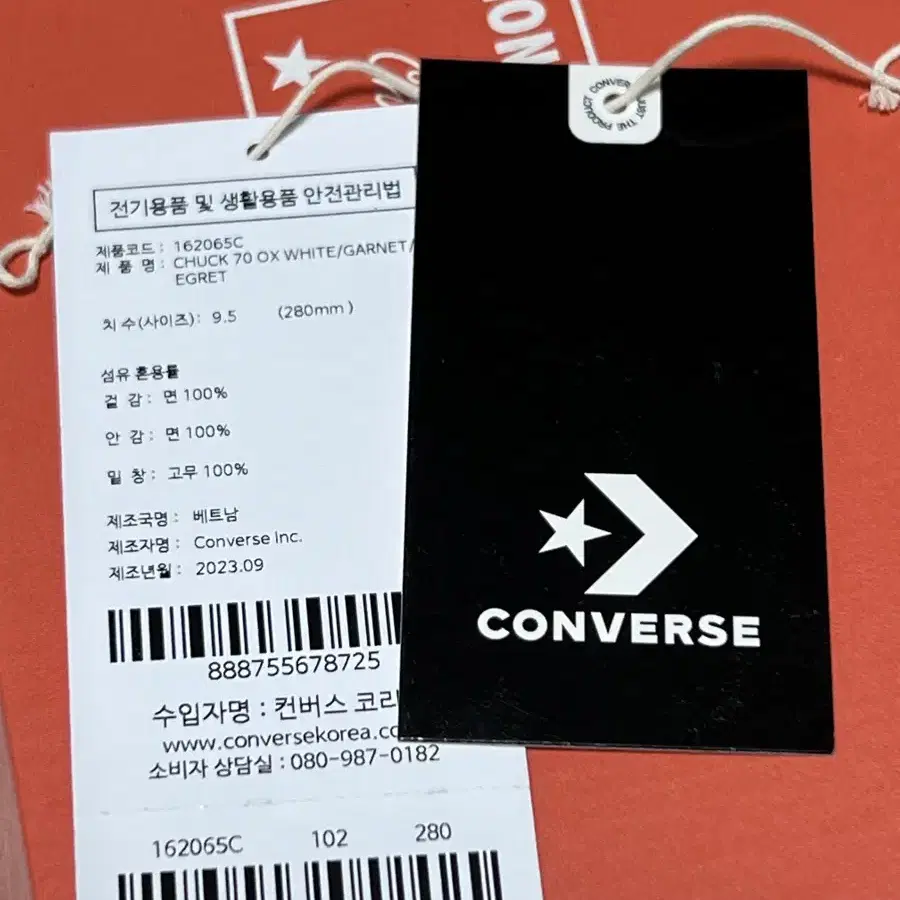 전기용품 및 생활용품 안전관리법
제품코드 : 162065C
제 품 명 : CHUCK 70 OX WHITE/GARNET/
EGRET
치수(사이즈) : 9.5 (280mm)
섬유 혼용률
겉 감 : 면 100%
안 감 : 면 100%
밑 창 : 고무 100%
제조국명 : 베트남
제조자명 : Converse Inc.
제조년월 : 2023.09
888755678725
수입자명 : 컨버스 코리
www.conversekorea.co
소비자 상담실 : 080-987-0182
162065C 102 280
CONVERSE